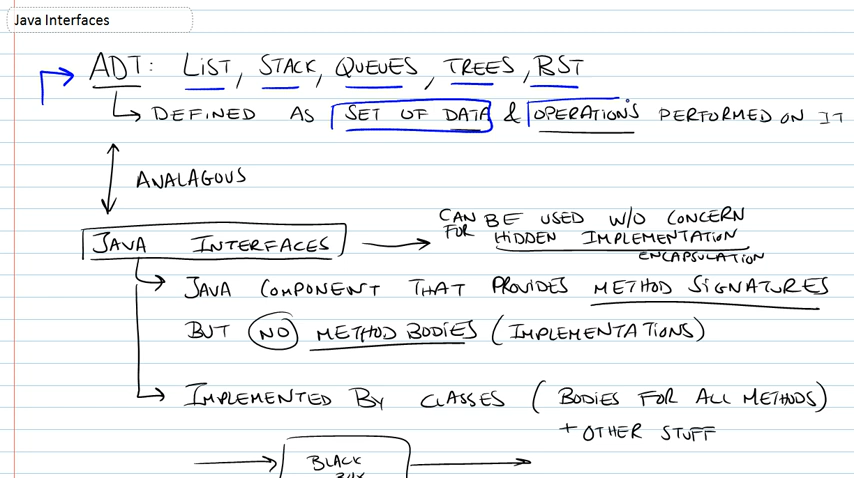 Java Interfaces
ADT: LIST, STACK, QUEUES, TREES, BST
DEFINED AS SET OF DATA & OPERATIONS PERFORMED ON IT
ANALAGOUS
JAVA INTERFACES
CAN BE USED W/O CONCERN
FOR HIDDEN IMPLEMENTATION
ENCAPSULATION
JAVA COMPONENT THAT PROVIDES METHOD SIGNATURES
BUT NO METHOD BODIES (IMPLEMENTATIONS)
IMPLEMENTED BY CLASSES (BODIES FOR ALL METHODS)
+ OTHER STUFF
BLACK
BOX